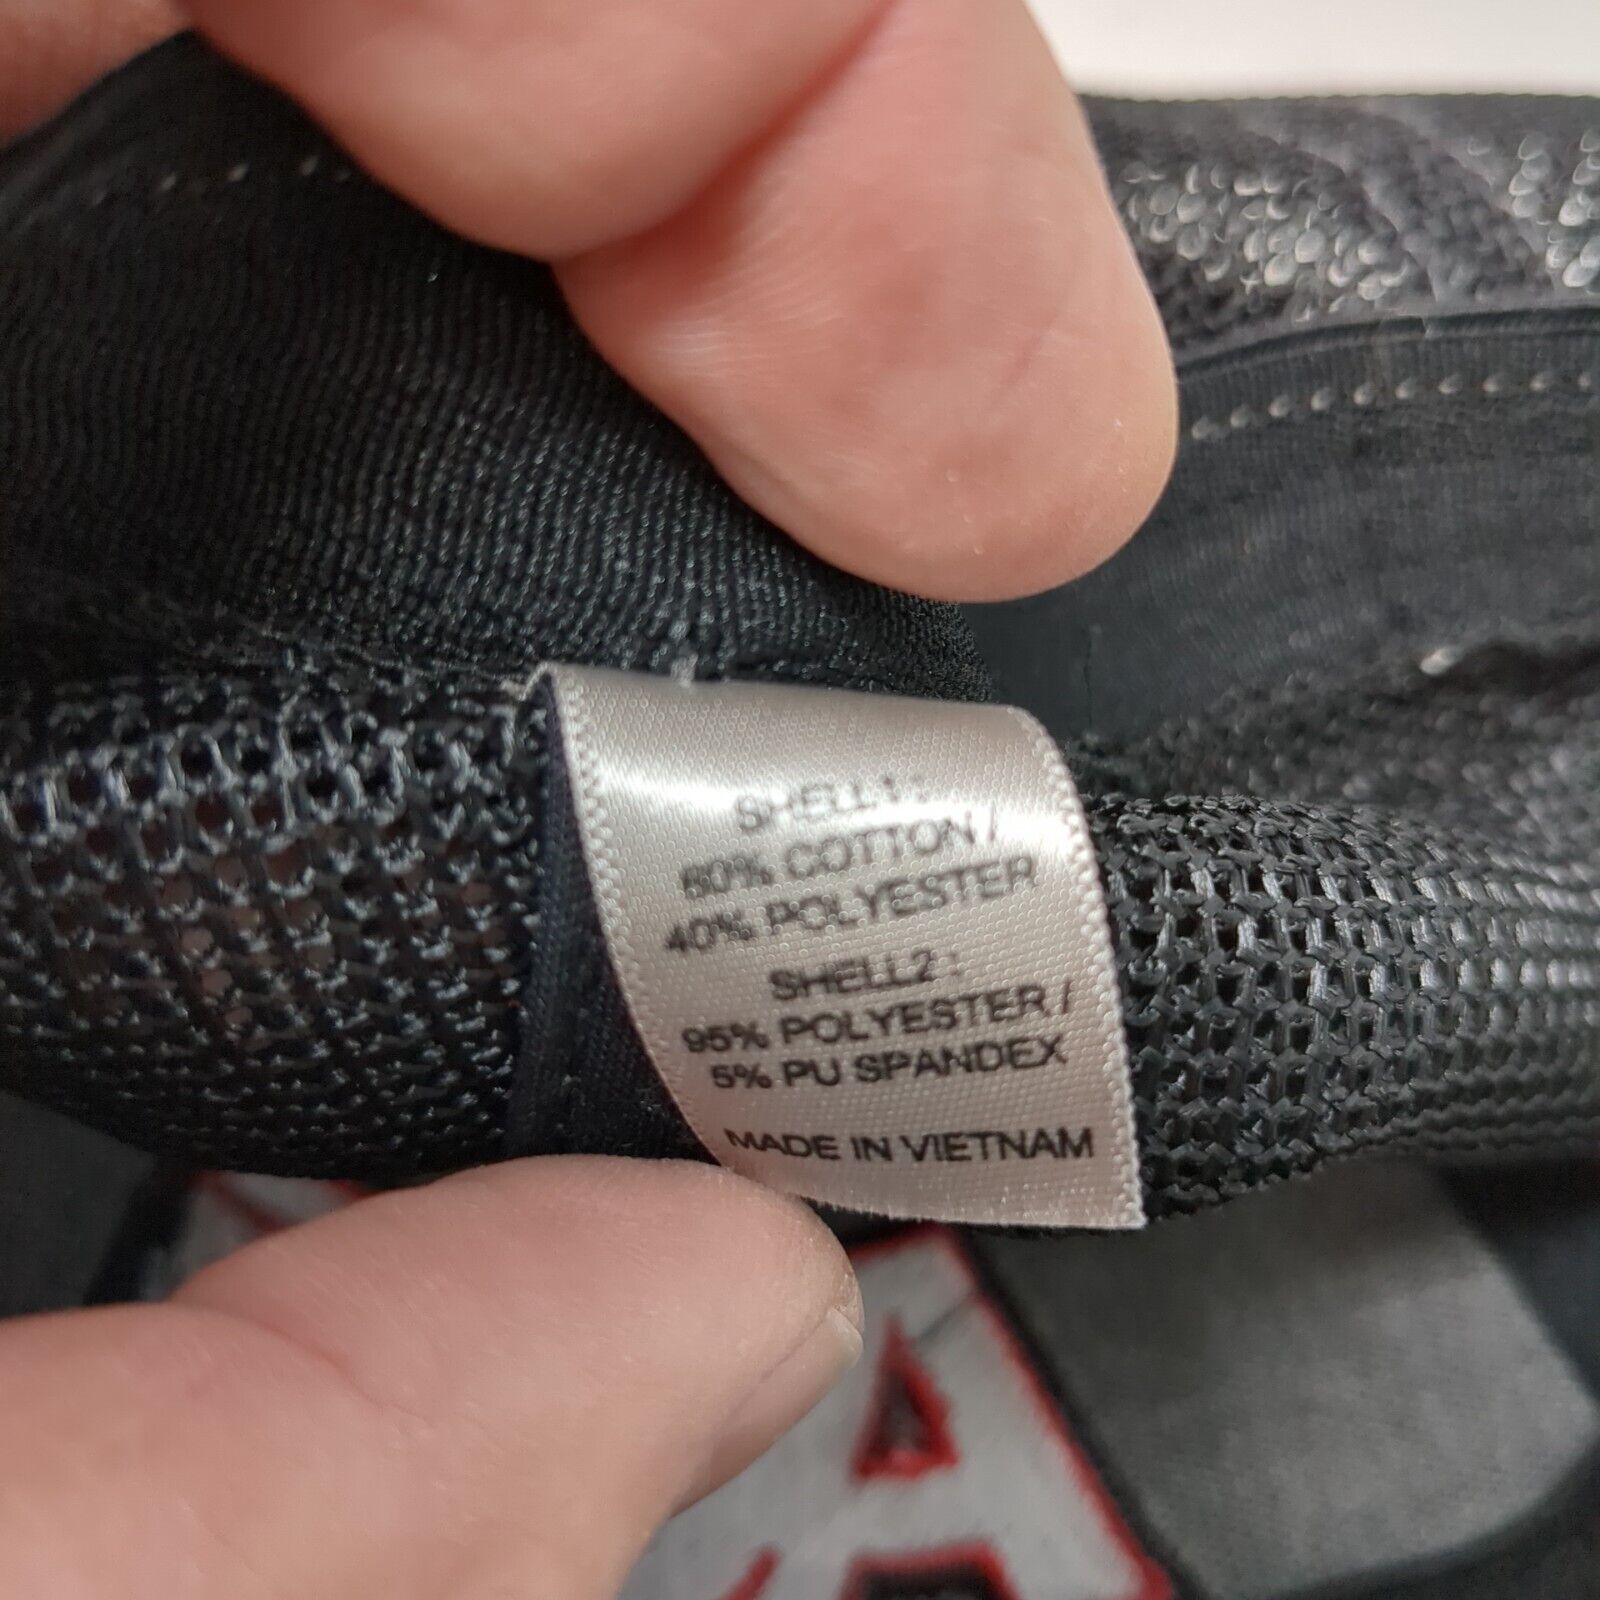 SHELL1 :
60% COTTON /
40% POLYESTER
SHELL2 :
95% POLYESTER /
5% PU SPANDEX
MADE IN VIETNAM
A